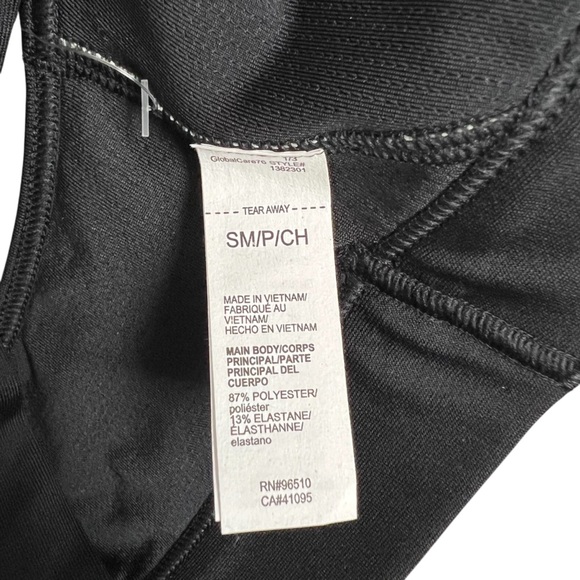 1/3
GlobalCare76 STYLE#
1382301
TEAR AWAY
SM/P/CH
MADE IN VIETNAM/
FABRIQUÉ AU
VIETNAM/
HECHO EN VIETNAM
MAIN BODY/CORPS
PRINCIPAL/PARTE
PRINCIPAL DEL
CUERPO
87% POLYESTER/
poliéster
13% ELASTANE/
ÉLASTHANNE/
elastano
RN#96510
CA#41095